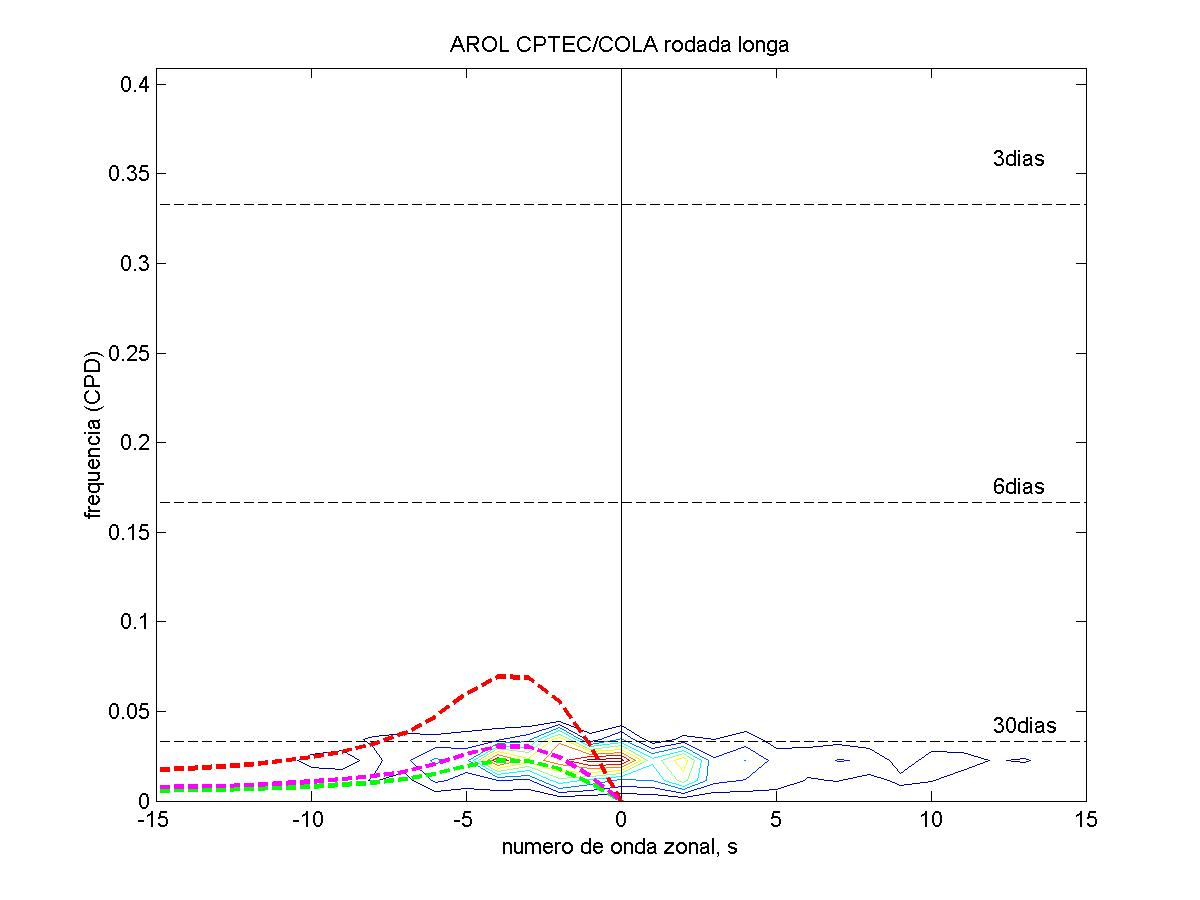 AROL CPTEC/COLA rodada longa
0.4
3dias
0.35
0.3
0.25
frequencia (CPD)
0.2
6dias
0.15
0.1
0.05
30dias
0
-15 -10 -5 0 5 10 15
numero de onda zonal, s